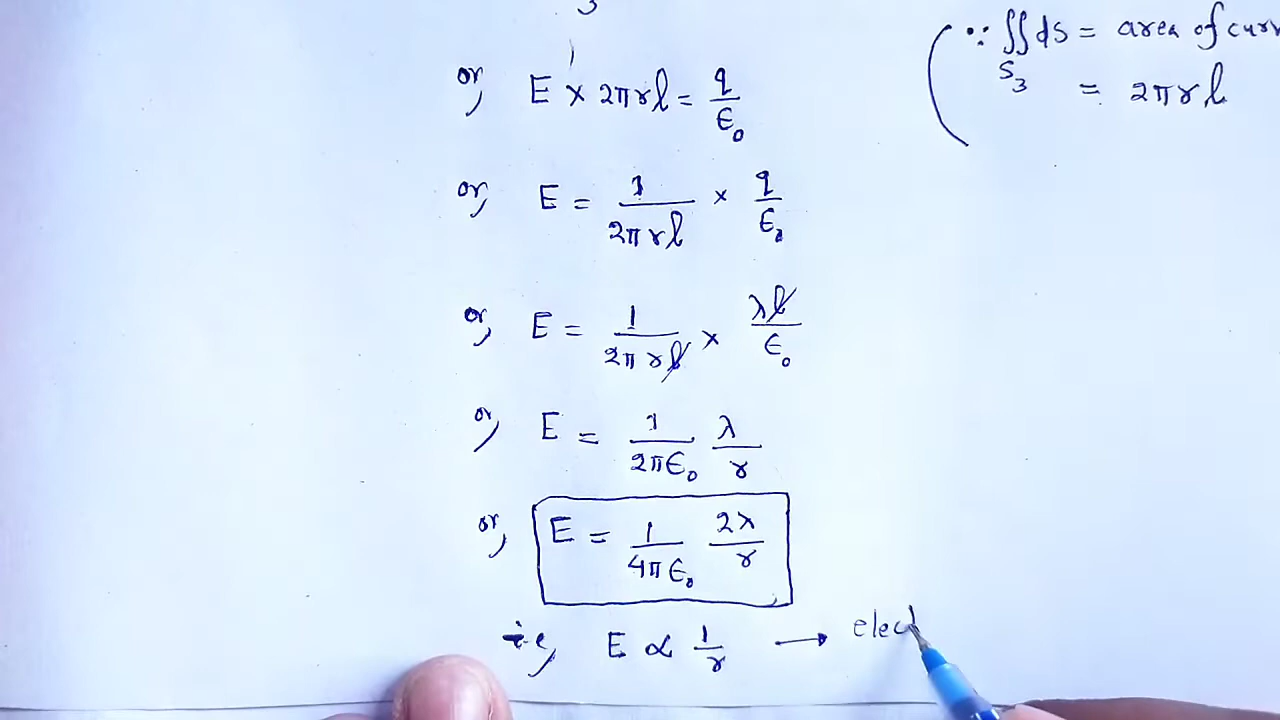 ∵ ∬ ds = area of curv
S₃
= 2πrl
or, E × 2πrl = q/ϵ₀
or, E = 1/2πrl × q/ϵ₀
or, E = 1/2πrl × λl/ϵ₀
or, E = 1/2πϵ₀ λ/r
or, E = 1/4πϵ₀ 2λ/r
i.e, E ∝ 1/r → elect